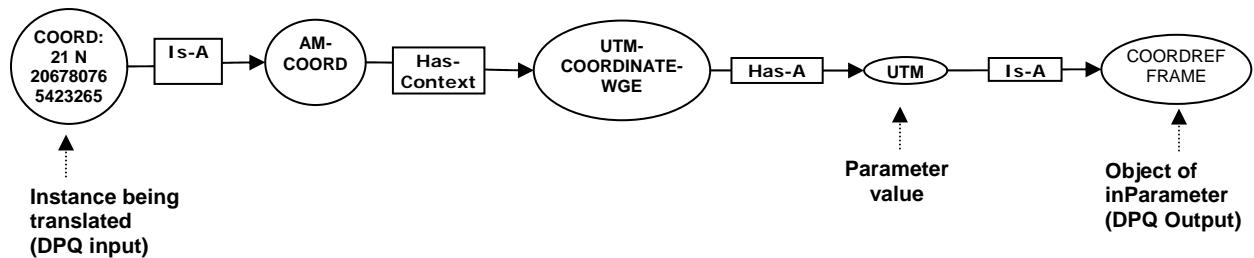 COORD:
21 N
20678076
5423265
Is-A
AM-
COORD
Has-
Context
UTM-
COORDINATE-
WGE
Has-A
UTM
Is-A
COORDREF
FRAME
Instance being
translated
(DPQ input)
Parameter
value
Object of
inParameter
(DPQ Output)